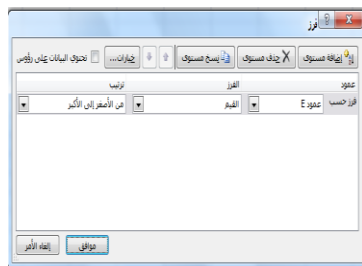 فرز
إضافة مستوى حذف مستوى نسخ مستوى خيارات... تحتوي البيانات على رؤوس
عمود الفرز ترتيب
فرز حسب عمود E القيم من الأصغر إلى الأكبر
موافق إلغاء الأمر